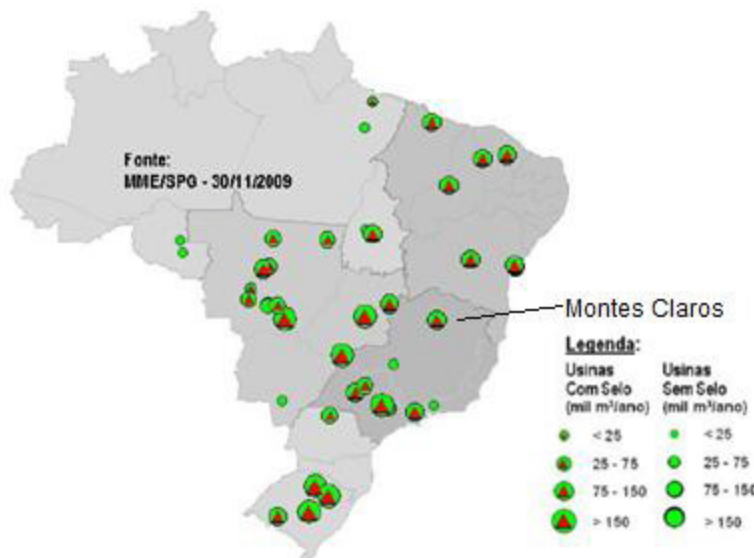 Fonte:
MME/SPG - 30/11/2009
Montes Claros
Legenda:
Usinas
Com Selo
(mil m³/ano)
< 25
25 - 75
75 - 150
> 150
Usinas
Sem Selo
(mil m³/ano)
< 25
25 - 75
75 - 150
> 150